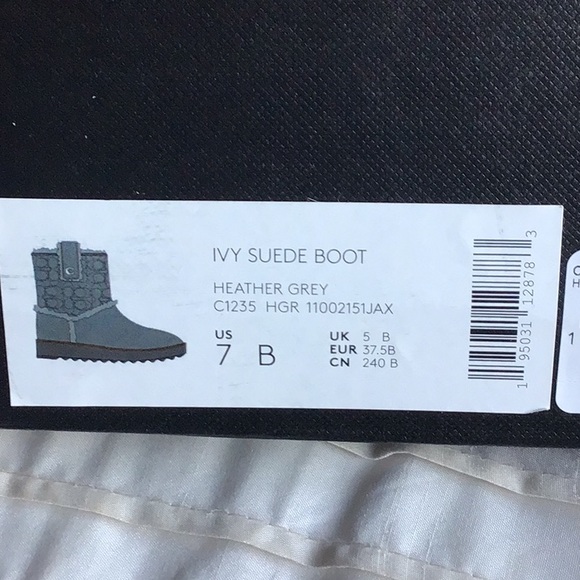 IVY SUEDE BOOT
HEATHER GREY
C1235 HGR 11002151JAX
US
7 B
UK 5 B
EUR 37.5B
CN 240 B
1 95031 12878 3
C
H
1